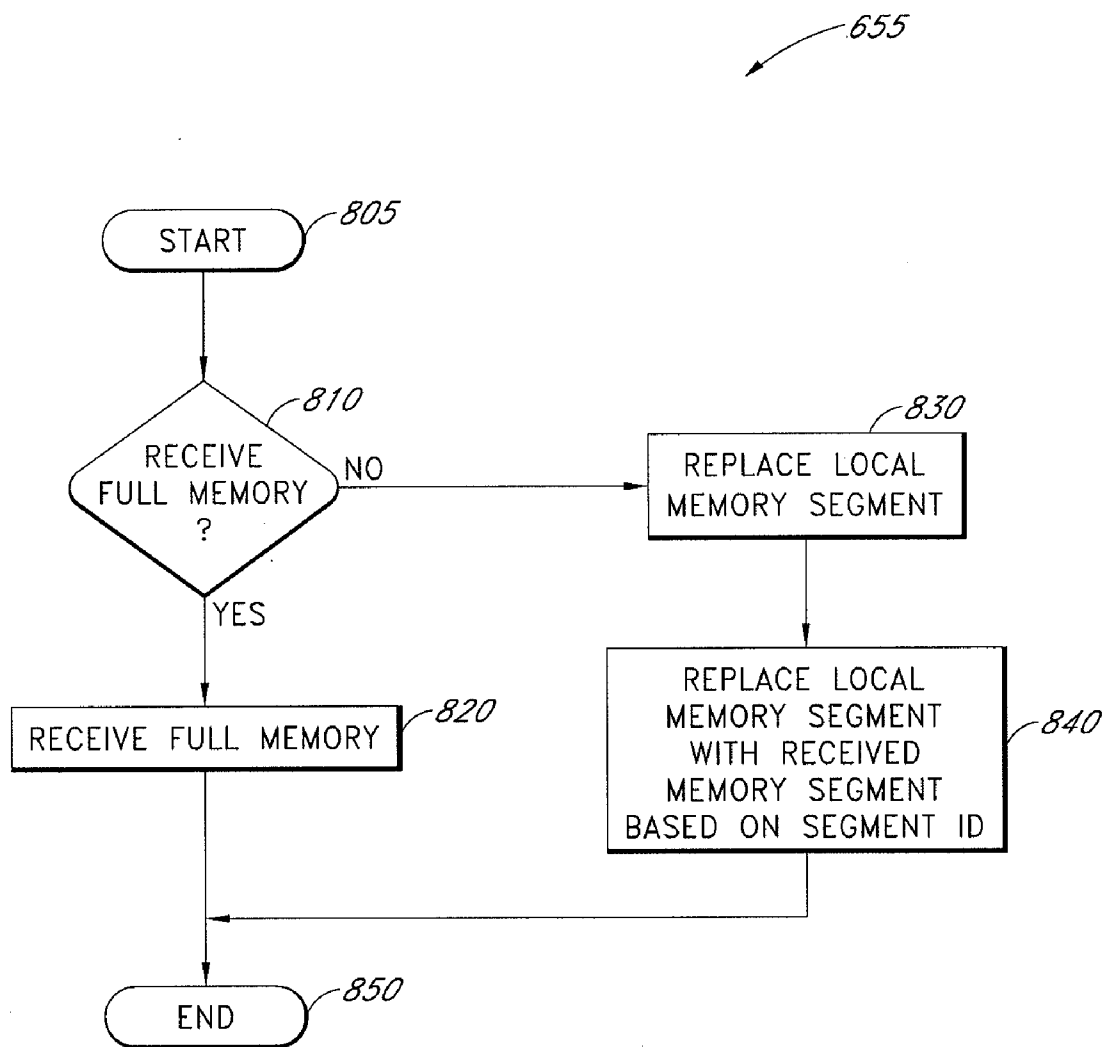 655
START
805
RECEIVE
FULL MEMORY
?
810
NO
YES
830
REPLACE LOCAL
MEMORY SEGMENT
RECEIVE FULL MEMORY
820
REPLACE LOCAL
MEMORY SEGMENT
WITH RECEIVED
MEMORY SEGMENT
BASED ON SEGMENT ID
840
END
850